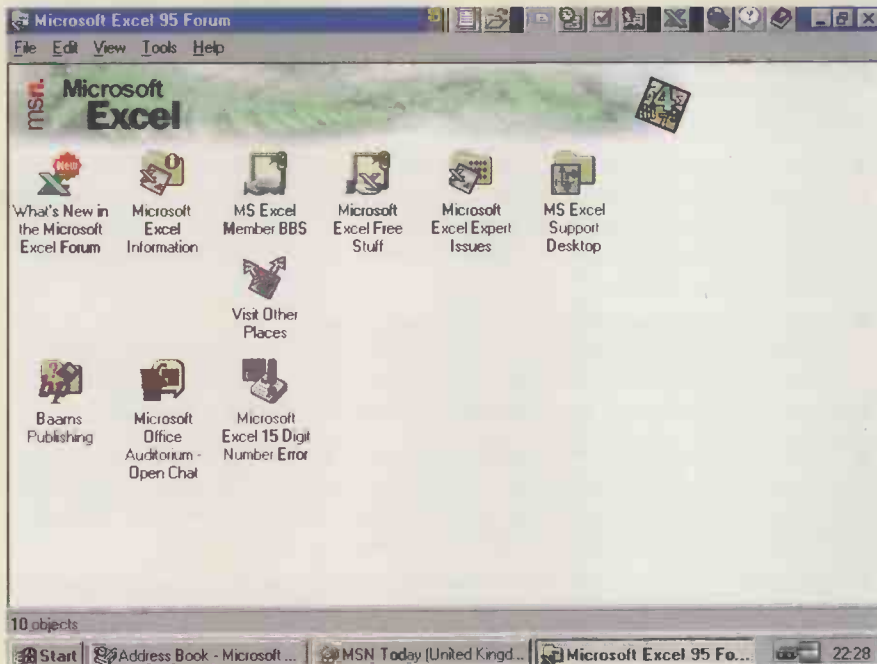 Microsoft Excel 95 Forum
File Edit View Tools Help
msn.
Microsoft
Excel
4
New
What's New in
the Microsoft
Excel Forum
Microsoft
Excel
Information
MS Excel
Member BBS
Microsoft
Excel Free
Stuff
Microsoft
Excel Expert
Issues
MS Excel
Support
Desktop
Visit Other
Places
bp
Baarns
Publishing
Microsoft
Office
Auditorium -
Open Chat
Microsoft
Excel 15 Digit
Number Error
10 objects
Start Address Book - Microsoft ... MSN Today (United Kingd... Microsoft Excel 95 Fo... 22:28